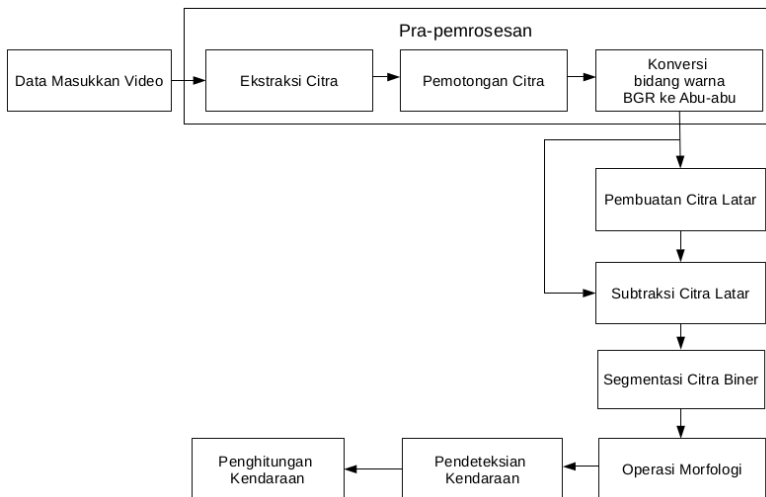 Pra-pemrosesan
Data Masukkan Video
Ekstraksi Citra
Pemotongan Citra
Konversi
bidang warna
BGR ke Abu-abu
Pembuatan Citra Latar
Subtraksi Citra Latar
Segmentasi Citra Biner
Operasi Morfologi
Pendeteksian
Kendaraan
Penghitungan
Kendaraan